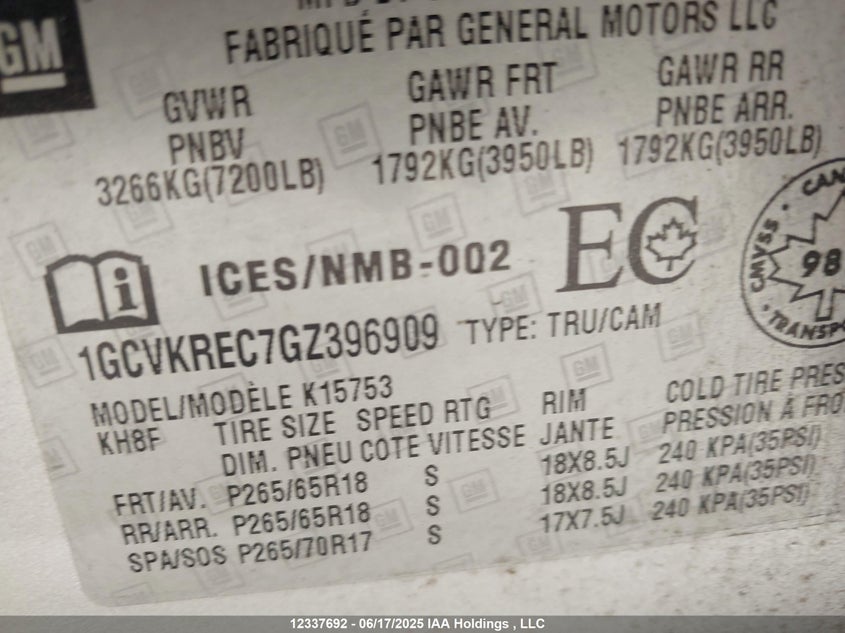 GM
FABRIQUÉ PAR GENERAL MOTORS LLC
GVWR GAWR FRT GAWR RR
PNBV PNBE AV. PNBE ARR.
3266KG(7200LB) 1792KG(3950LB) 1792KG(3950LB)
ICES/NMB-002 EC
CMVSS · CAN
98
TRANSPO
1GCVKREC7GZ396909 TYPE: TRU/CAM
MODEL/MODÈLE K15753
KH8F TIRE SIZE SPEED RTG RIM COLD TIRE PRES
DIM. PNEU COTE VITESSE JANTE PRESSION À FRO
FRT/AV. P265/65R18 S 18X8.5J 240 KPA(35PSI)
RR/ARR. P265/65R18 S 18X8.5J 240 KPA(35PSI)
SPA/SOS P265/70R17 S 17X7.5J 240 KPA(35PSI)
12337692 - 06/17/2025 IAA Holdings , LLC